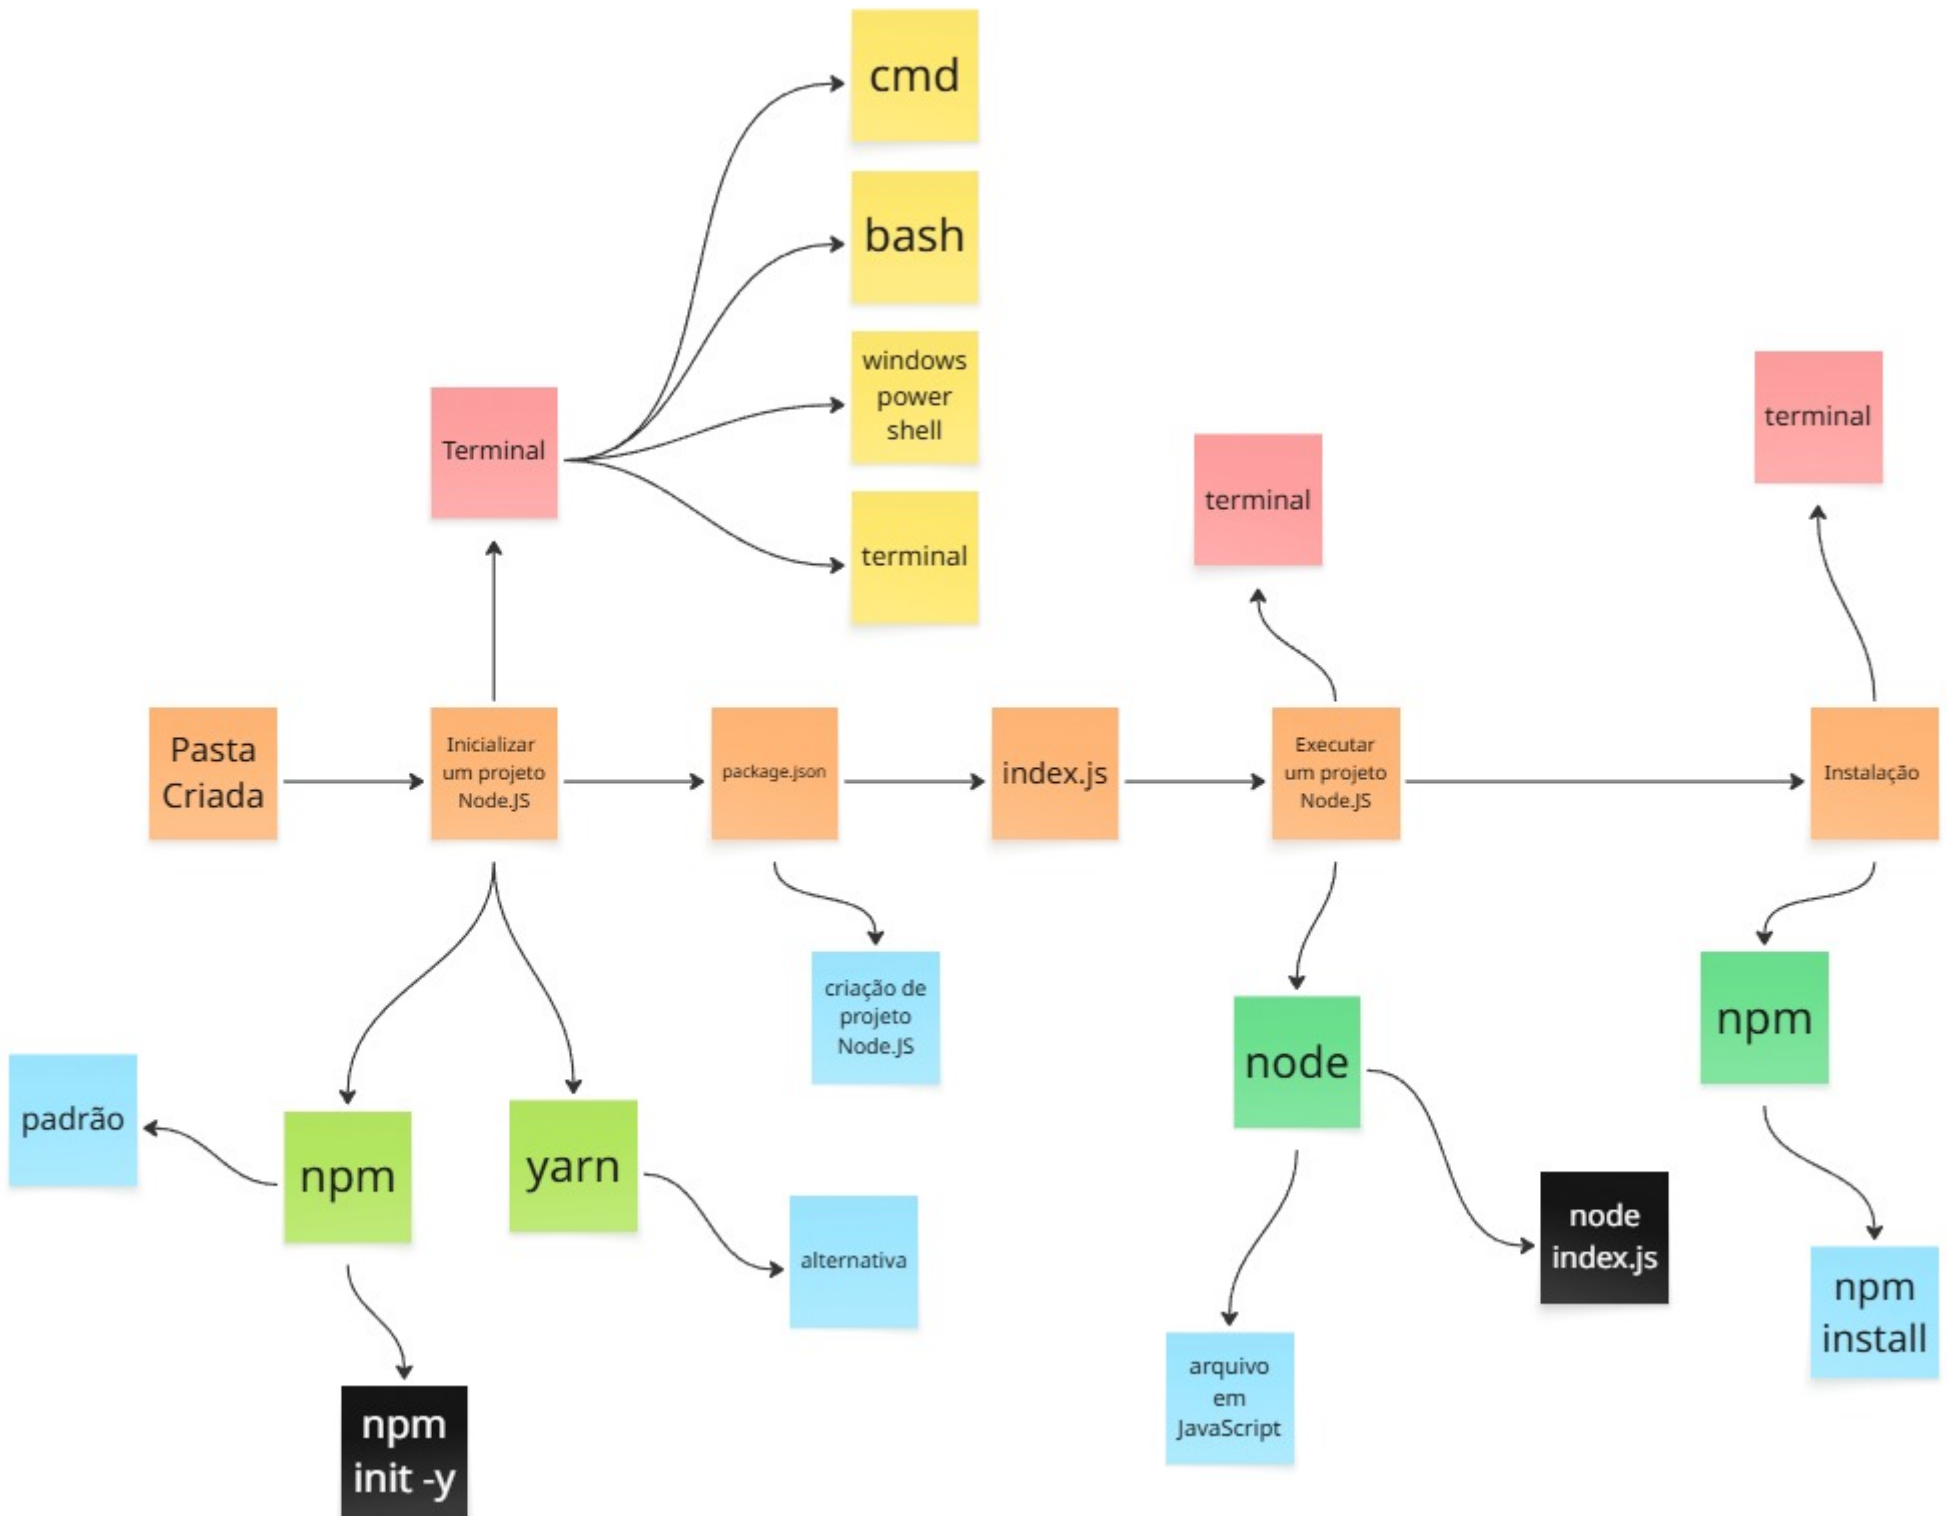 cmd
bash
windows
power
shell
terminal
Terminal
terminal
terminal
Pasta
Criada
Inicializar
um projeto
Node.JS
package.json
index.js
Executar
um projeto
Node.JS
Instalação
padrão
npm
yarn
criação de
projeto
Node.JS
alternativa
npm
init -y
node
node
index.js
arquivo
em
JavaScript
npm
npm
install